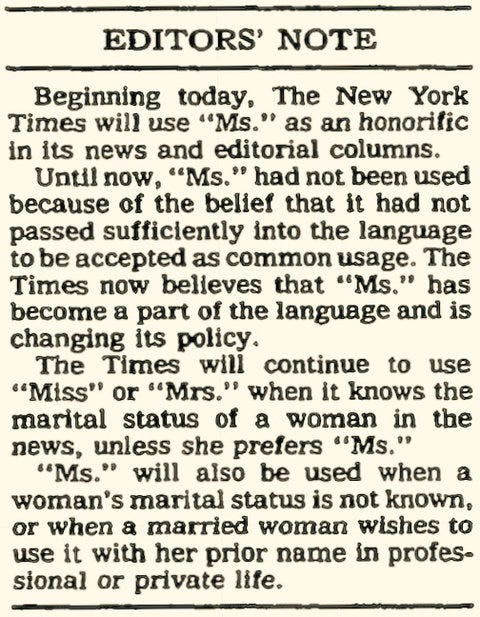 EDITORS' NOTE
Beginning today, The New York
Times will use "Ms." as an honorific
in its news and editorial columns.
Until now, "Ms." had not been used
because of the belief that it had not
passed sufficiently into the language
to be accepted as common usage. The
Times now believes that "Ms." has
become a part of the language and is
changing its policy.
The Times will continue to use
"Miss" or "Mrs." when it knows the
marital status of a woman in the
news, unless she prefers "Ms."
"Ms." will also be used when a
woman's marital status is not known,
or when a married woman wishes to
use it with her prior name in profes-
sional or private life.